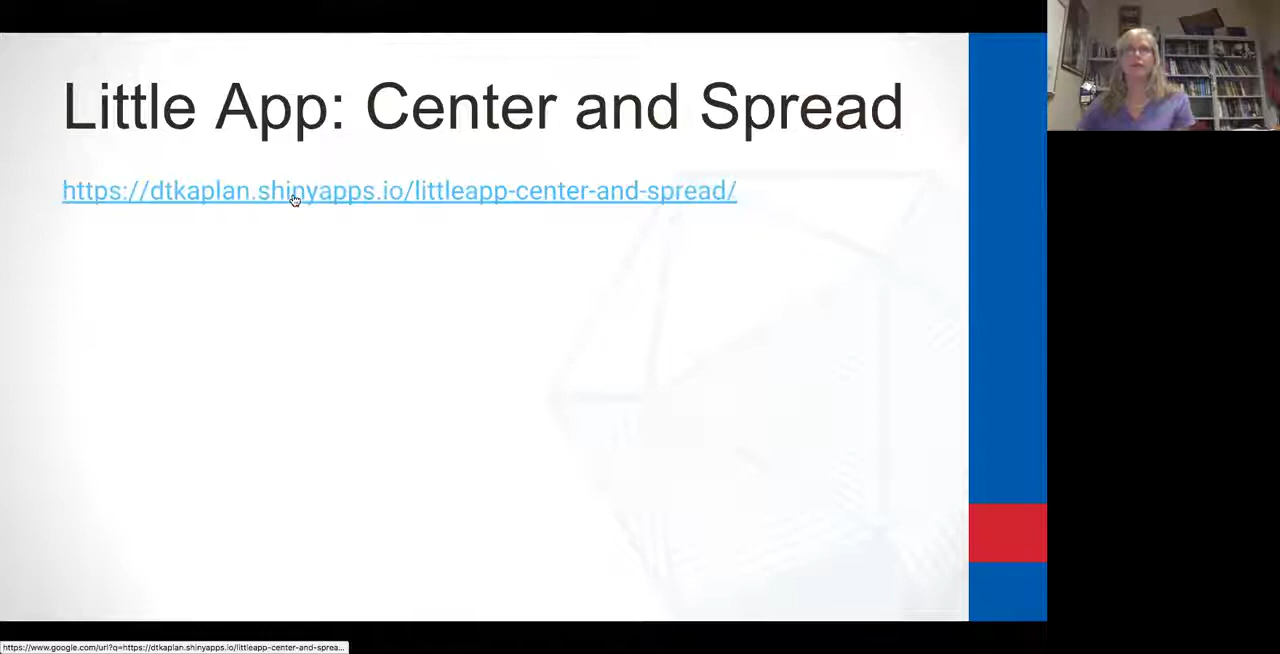 Little App: Center and Spread
https://dtkaplan.shinyapps.io/littleapp-center-and-spread/
https://www.google.com/url?q=https://dtkaplan.shinyapps.io/littleapp-center-and-sprea...